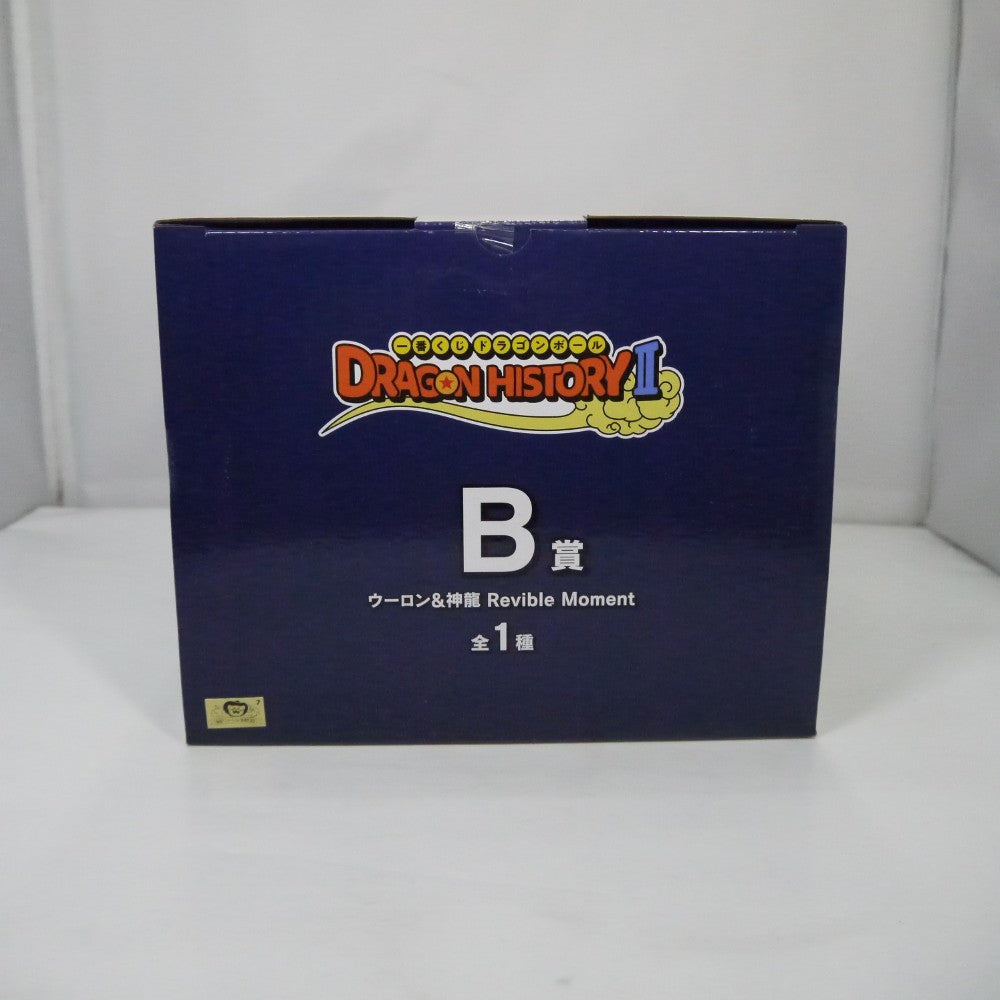 一番くじ ドラゴンボール
DRAGON HISTORY II
B賞
ウーロン&神龍 Revible Moment
全1種
7